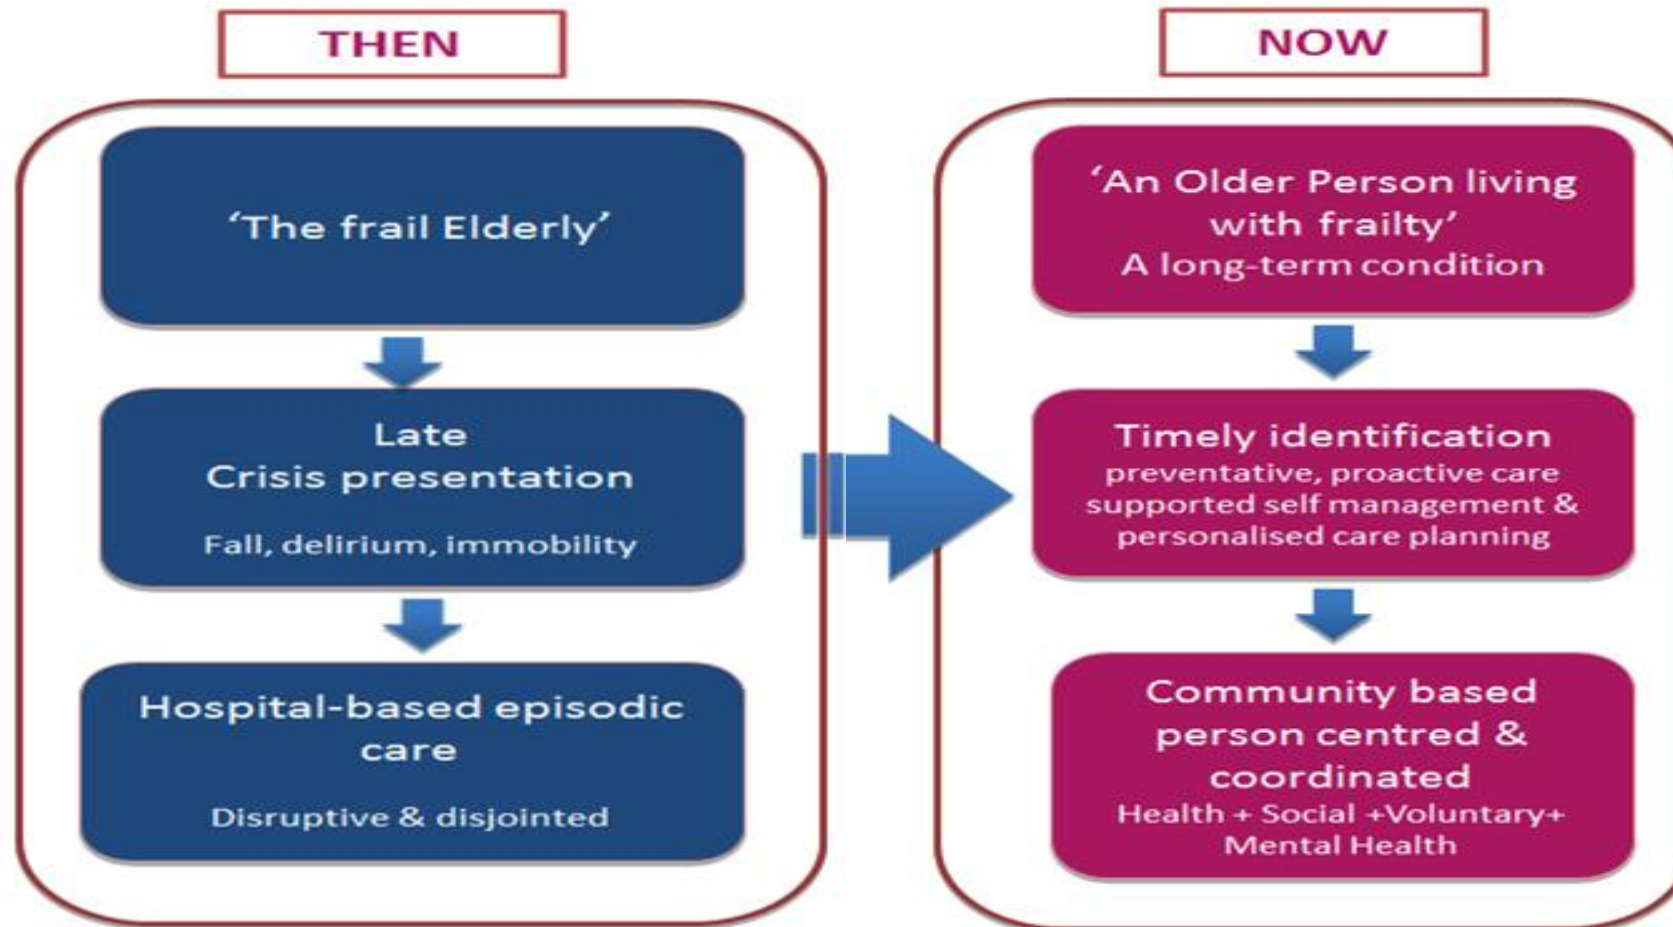 THEN
‘The frail Elderly’
Late
Crisis presentation
Fall, delirium, immobility
Hospital-based episodic
care
Disruptive & disjointed
NOW
‘An Older Person living
with frailty’
A long-term condition
Timely identification
preventative, proactive care
supported self management &
personalised care planning
Community based
person centred &
coordinated
Health + Social +Voluntary+
Mental Health